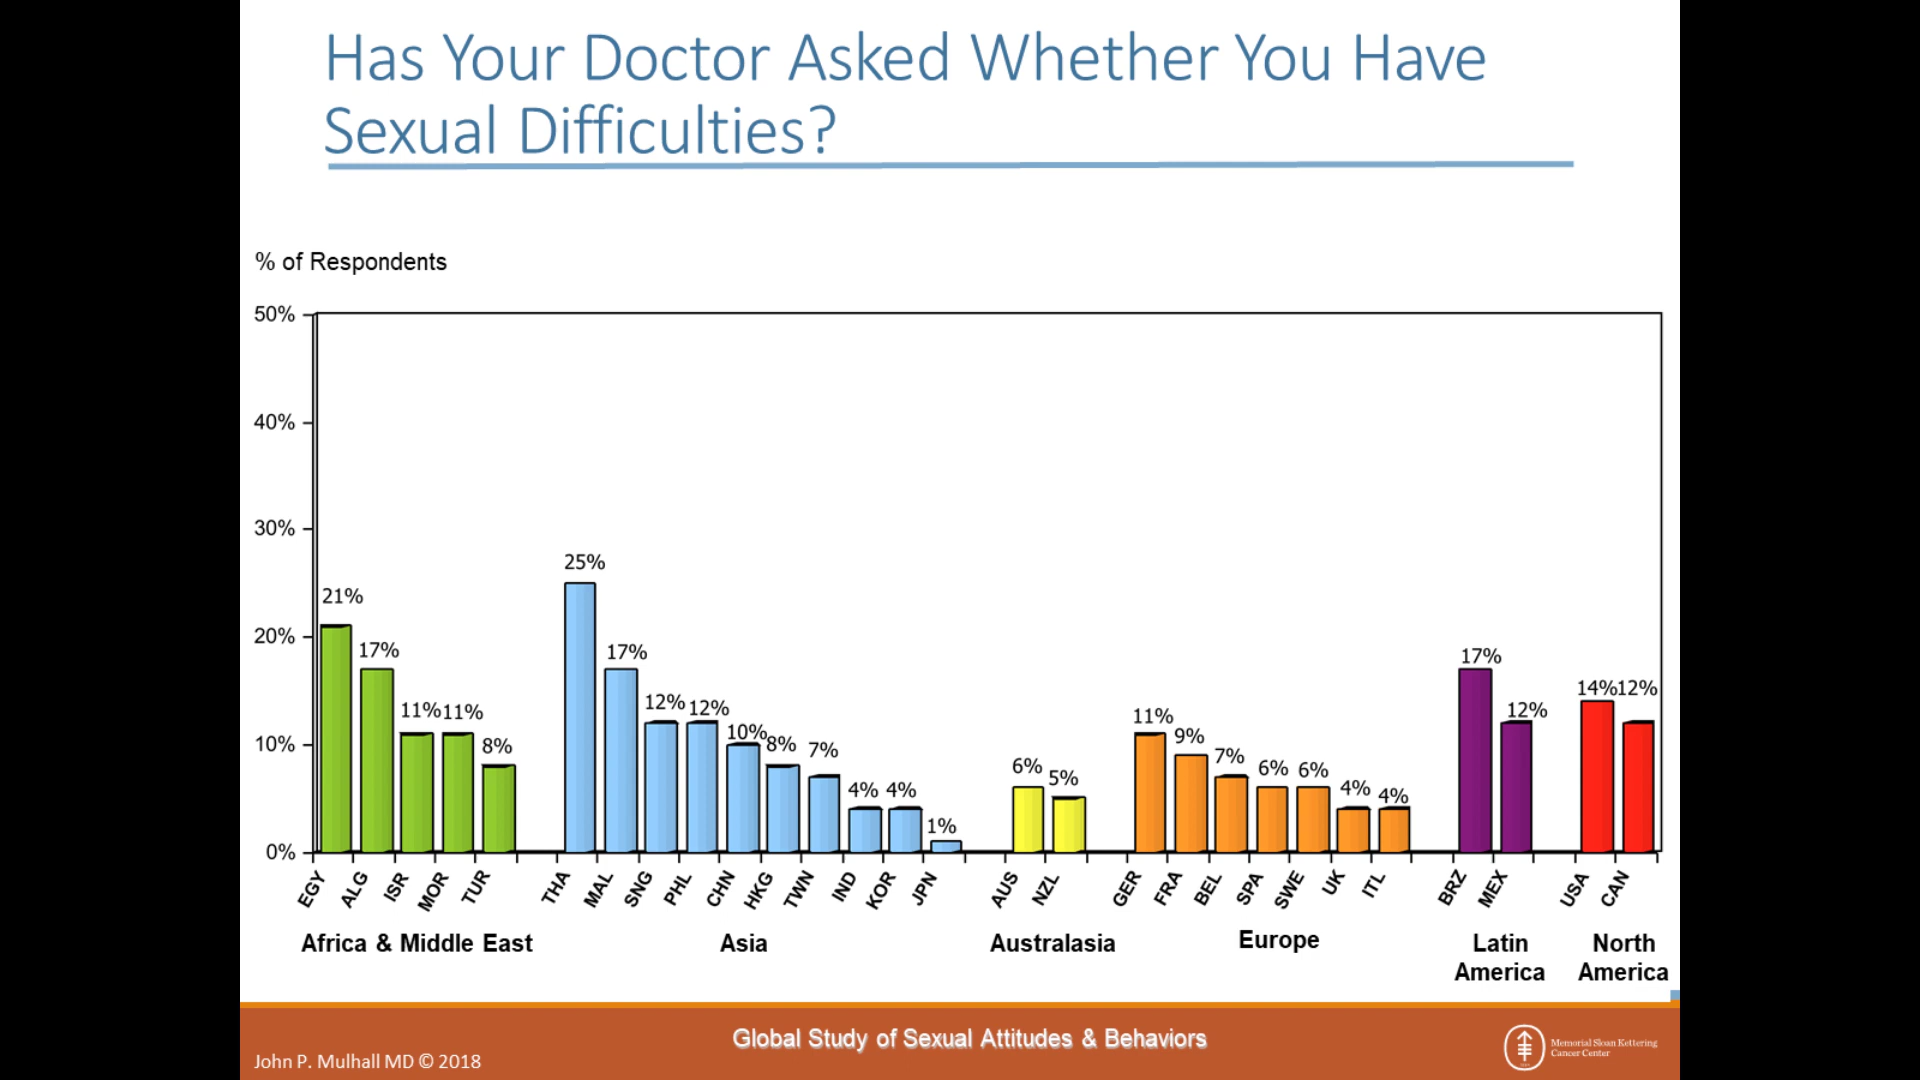 Has Your Doctor Asked Whether You Have
Sexual Difficulties?
% of Respondents
50%
40%
30%
20%
10%
0%
21%
17%
11%
11%
8%
25%
17%
12%
12%
10%
8%
7%
4%
4%
1%
6%
5%
11%
9%
7%
6%
6%
4%
4%
17%
12%
14%
12%
EGY
ALG
ISR
MOR
TUR
THA
MAL
SNG
PHL
CHN
HKG
TWN
IND
KOR
JPN
AUS
NZL
GER
FRA
BEL
SPA
SWE
UK
ITL
BRZ
MEX
USA
CAN
Africa & Middle East
Asia
Australasia
Europe
Latin
America
North
America
Global Study of Sexual Attitudes & Behaviors
John P. Mulhall MD © 2018
Memorial Sloan Kettering
Cancer Center